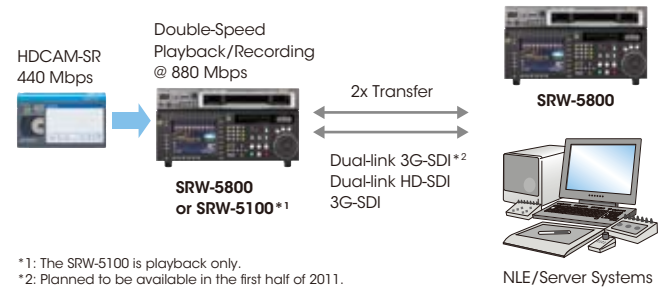 HDCAM-SR
440 Mbps
Double-Speed
Playback/Recording
@ 880 Mbps
SRW-5800
or SRW-5100*1
2x Transfer
Dual-link 3G-SDI*2
Dual-link HD-SDI
3G-SDI
SRW-5800
NLE/Server Systems
*1: The SRW-5100 is playback only.
*2: Planned to be available in the first half of 2011.